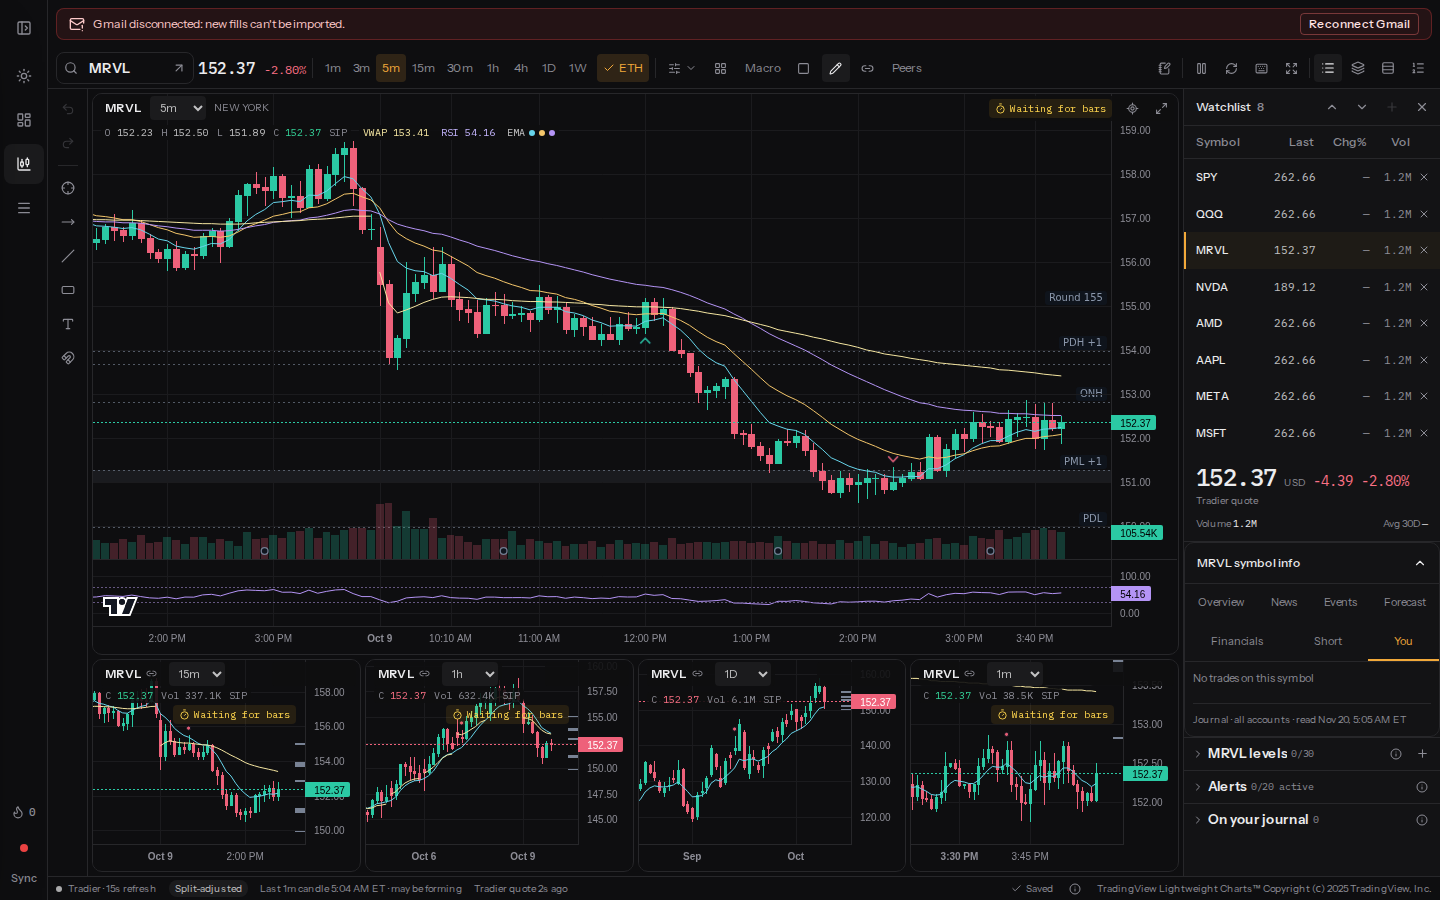 Gmail disconnected: new fills can't be imported.
Reconnect Gmail
MRVL 152.37 -2.80% 1m 3m 5m 15m 30m 1h 4h 1D 1W ETH Macro Peers
MRVL 5m NEW YORK
Waiting for bars
O 152.23 H 152.50 L 151.89 C 152.37 SIP VWAP 153.41 RSI 54.16 EMA
159.00
158.00
157.00
156.00
155.00
154.00
153.00
152.37
152.00
151.00
105.54K
100.00
54.16
0.00
Round 155
PDH +1
ONH
PML +1
PDL
2:00 PM 3:00 PM Oct 9 10:10 AM 11:00 AM 12:00 PM 1:00 PM 2:00 PM 3:00 PM 3:40 PM
MRVL 15m
C 152.37 Vol 337.1K SIP
Waiting for bars
158.00
156.00
154.00
152.37
150.00
Oct 9 2:00 PM
MRVL 1h
C 152.37 Vol 632.4K SIP
Waiting for bars
157.50
155.00
152.37
150.00
147.50
145.00
Oct 6 Oct 9
MRVL 1D
C 152.37 Vol 6.1M SIP
152.37
150.00
140.00
130.00
120.00
Sep Oct
MRVL 1m
C 152.37 Vol 38.5K SIP
Waiting for bars
153.00
152.50
152.37
152.00
3:30 PM 3:45 PM
Watchlist 8
Symbol Last Chg% Vol
SPY 262.66 — 1.2M
QQQ 262.66 — 1.2M
MRVL 152.37 — 1.2M
NVDA 189.12 — 1.2M
AMD 262.66 — 1.2M
AAPL 262.66 — 1.2M
META 262.66 — 1.2M
MSFT 262.66 — 1.2M
152.37 USD -4.39 -2.80%
Tradier quote
Volume 1.2M Avg 30D —
MRVL symbol info
Overview News Events Forecast
Financials Short You
No trades on this symbol
Journal · all accounts · read Nov 20, 5:05 AM ET
MRVL levels 0/30
Alerts 0/20 active
On your journal 0
0
Sync
Tradier · 15s refresh Split-adjusted Last 1m candle 5:04 AM ET · may be forming Tradier quote 2s ago
Saved TradingView Lightweight Charts™ Copyright (c) 2025 TradingView, Inc.